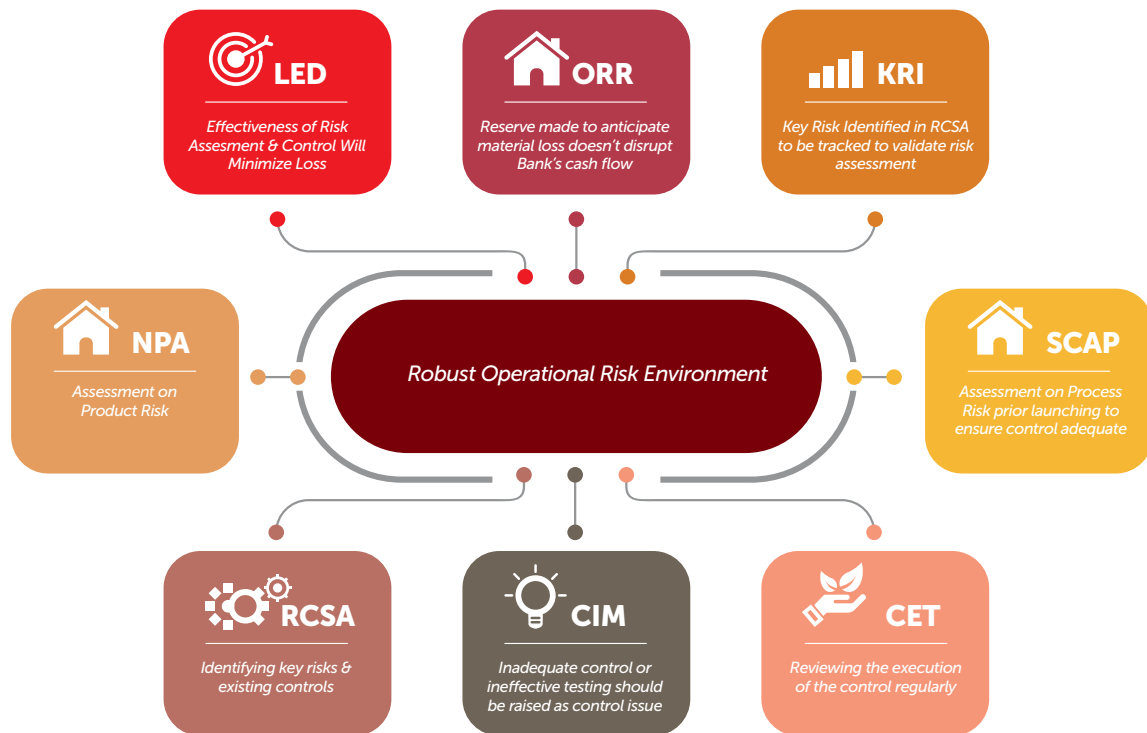 LED
Effectiveness of Risk
Assesment & Control Will
Minimize Loss
ORR
Reserve made to anticipate
material loss doesn't disrupt
Bank's cash flow
KRI
Key Risk Identified in RCSA
to be tracked to validate risk
assessment
NPA
Assessment on
Product Risk
Robust Operational Risk Environment
SCAP
Assessment on Process
Risk prior launching to
ensure control adequate
RCSA
Identifying key risks &
existing controls
CIM
Inadequate control or
ineffective testing should
be raised as control issue
CET
Reviewing the execution
of the control regularly